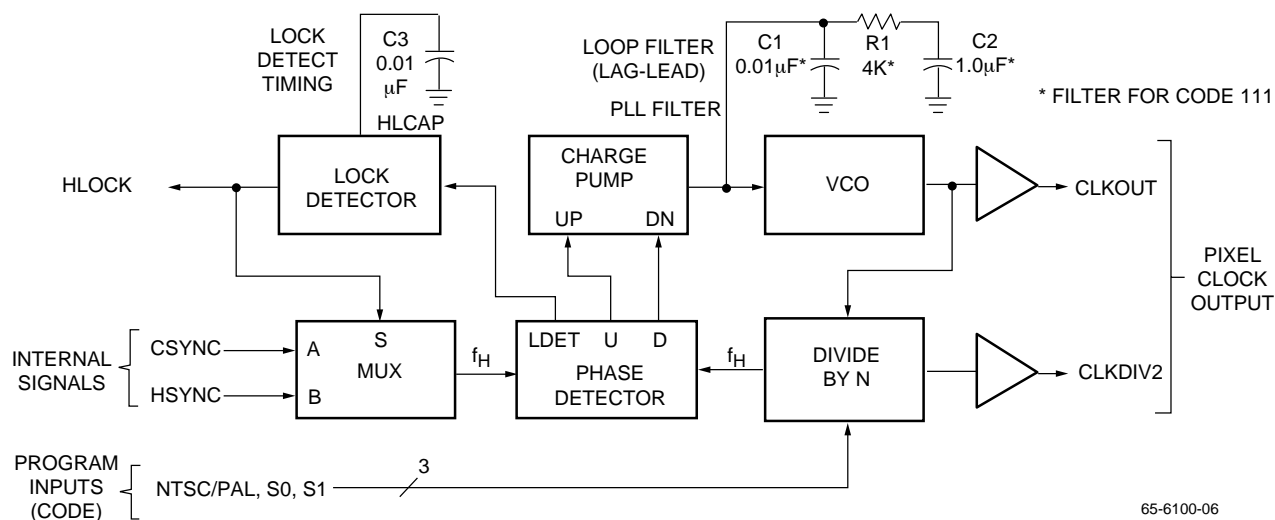 LOCK
DETECT
TIMING
C3
0.01
μF
HLCAP
LOOP FILTER
(LAG-LEAD)
PLL FILTER
C1
0.01μF*
R1
4K*
C2
1.0μF*
* FILTER FOR CODE 111
HLOCK
LOCK
DETECTOR
CHARGE
PUMP
UP DN
VCO
CLKOUT
PIXEL
CLOCK
OUTPUT
INTERNAL
SIGNALS
CSYNC
HSYNC
A
B
S
MUX
fH
LDET U D
PHASE
DETECTOR
fH
DIVIDE
BY N
CLKDIV2
PROGRAM
INPUTS
(CODE)
NTSC/PAL, S0, S1
3
65-6100-06